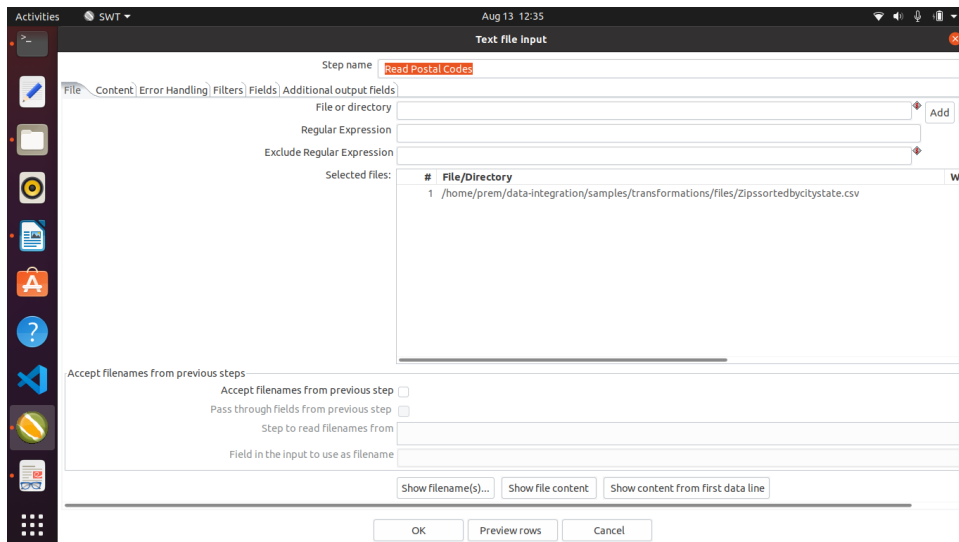 Activities SWT Aug 13 12:35
Text file input
Step name Read Postal Codes
File Content Error Handling Filters Fields Additional output fields
File or directory Add
Regular Expression
Exclude Regular Expression
Selected files: # File/Directory W
1 /home/prem/data-integration/samples/transformations/files/Zipssortedbycitystate.csv
Accept filenames from previous steps
Accept filenames from previous step
Pass through fields from previous step
Step to read filenames from
Field in the input to use as filename
Show filename(s)... Show file content Show content from first data line
OK Preview rows Cancel